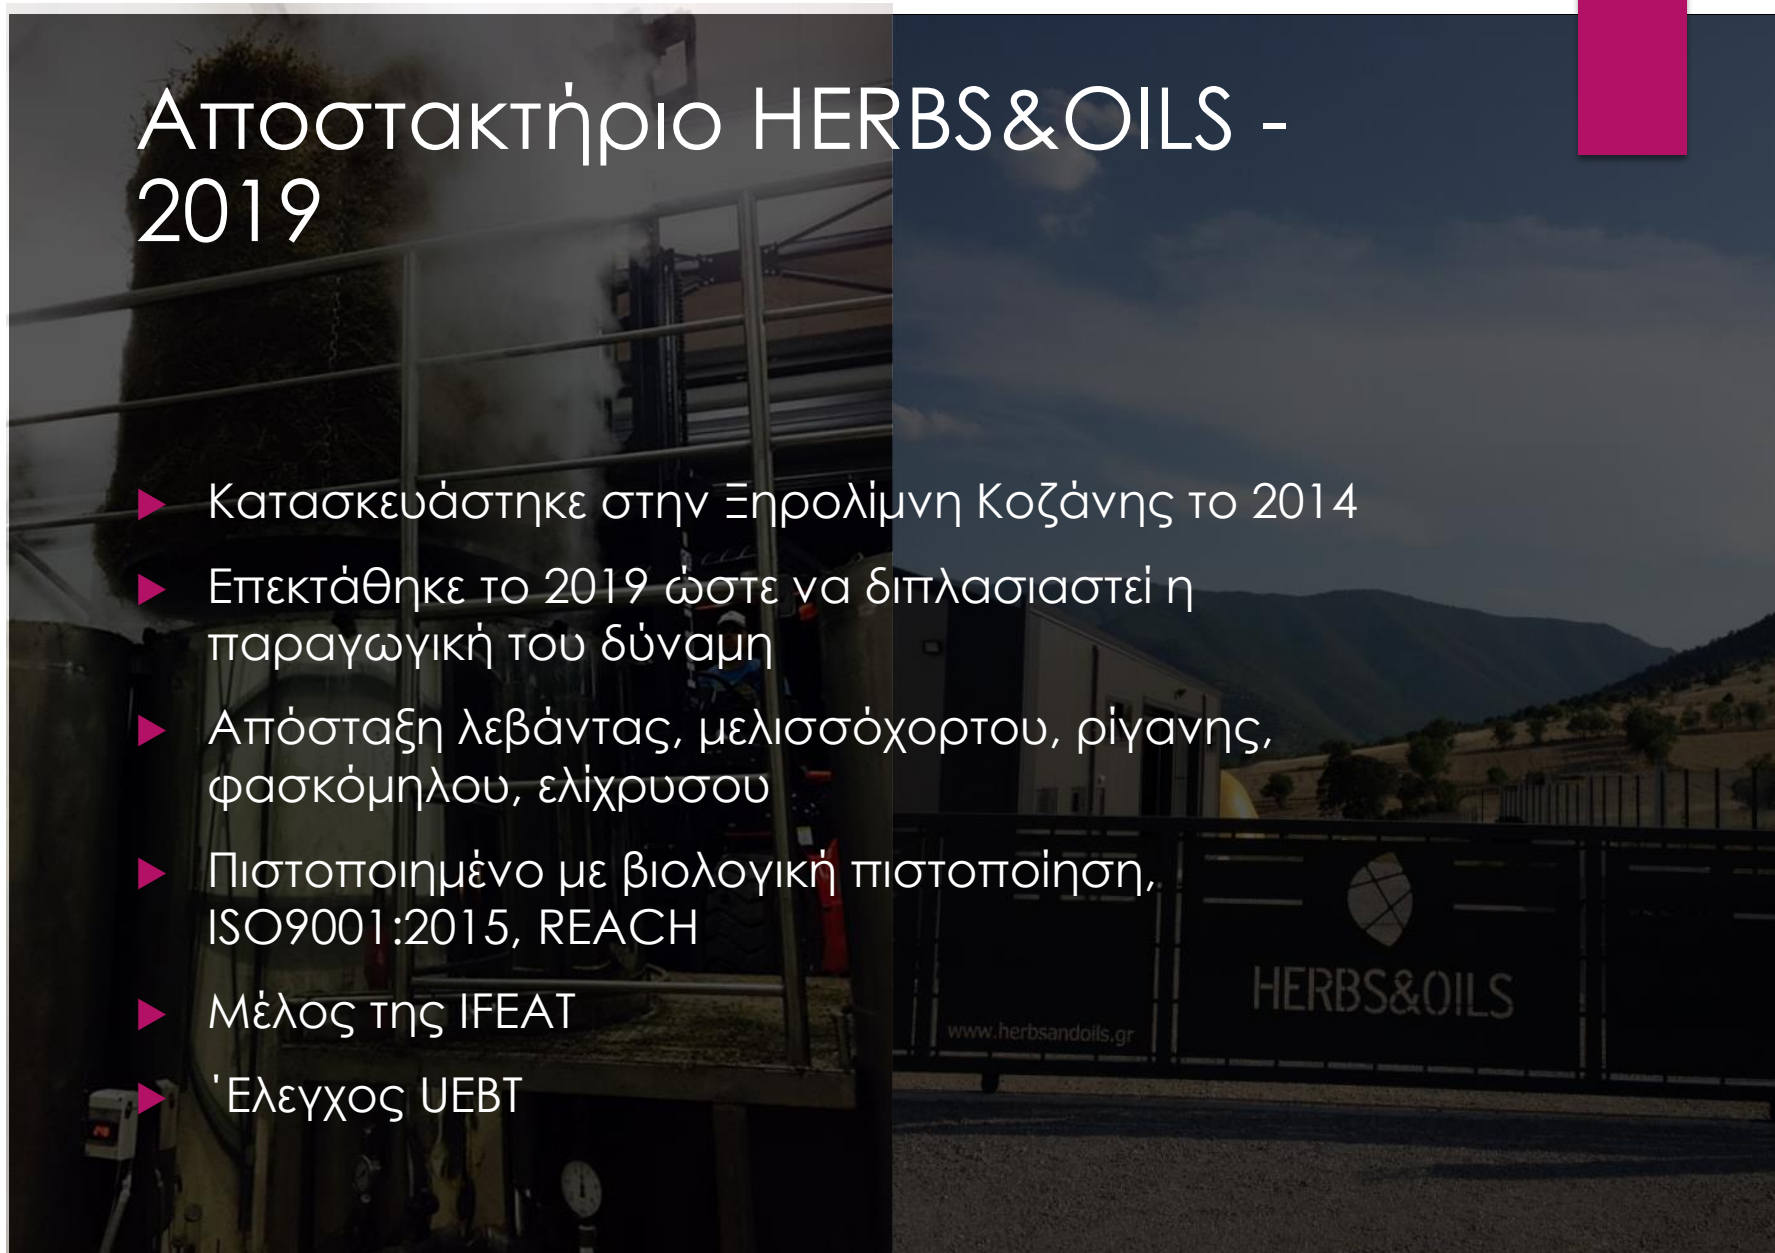 Αποστακτήριο HERBS&OILS -
2019
Κατασκευάστηκε στην Ξηρολίμνη Κοζάνης το 2014
Επεκτάθηκε το 2019 ώστε να διπλασιαστεί η
παραγωγική του δύναμη
Απόσταξη λεβάντας, μελισσόχορτου, ρίγανης,
φασκόμηλου, ελίχρυσου
Πιστοποιημένο με βιολογική πιστοποίηση,
ISO9001:2015, REACH
Μέλος της IFEAT
΄Ελεγχος UEBT
HERBS&OILS
www.herbsandoils.gr